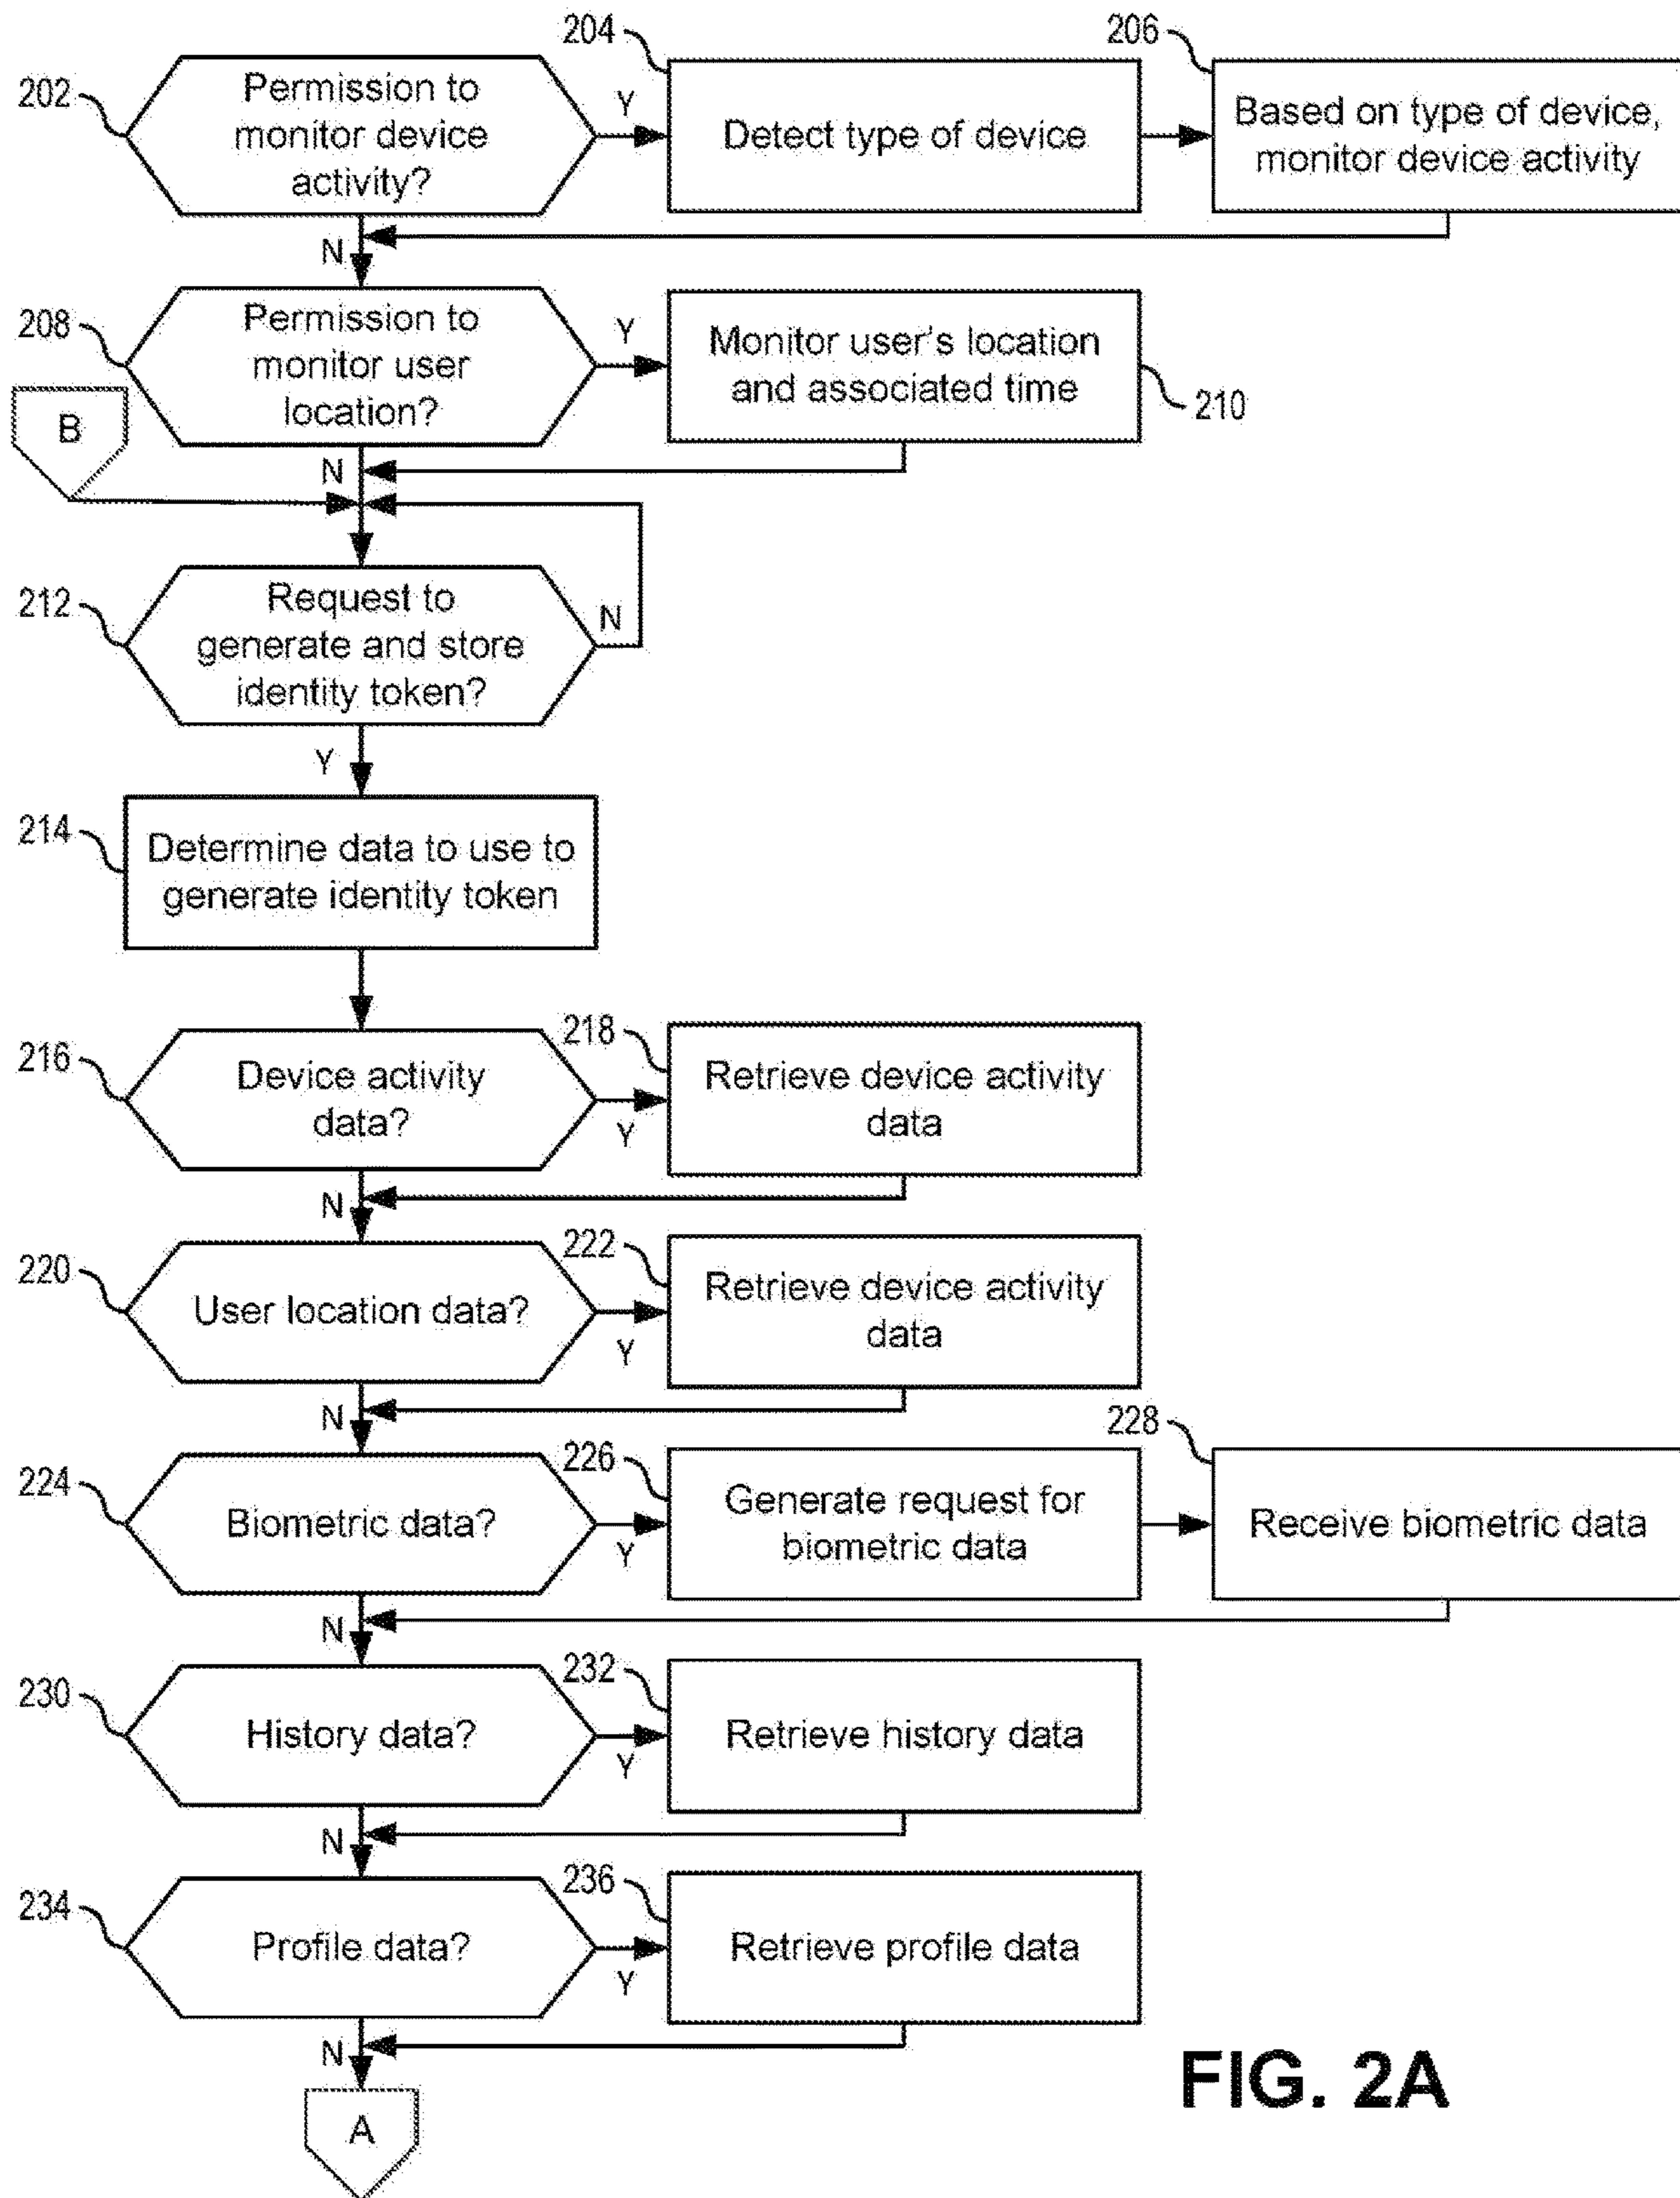 202
Permission to
monitor device
activity?
Y
204
Detect type of device
206
Based on type of device,
monitor device activity
N
208
Permission to
monitor user
location?
Y
Monitor user's location
and associated time
210
B
N
212
Request to
generate and store
identity token?
N
Y
214
Determine data to use to
generate identity token
216
Device activity
data?
Y
218
Retrieve device activity
data
N
220
User location data?
Y
222
Retrieve device activity
data
N
224
Biometric data?
Y
226
Generate request for
biometric data
228
Receive biometric data
N
230
History data?
Y
232
Retrieve history data
N
234
Profile data?
Y
236
Retrieve profile data
N
A
FIG. 2A